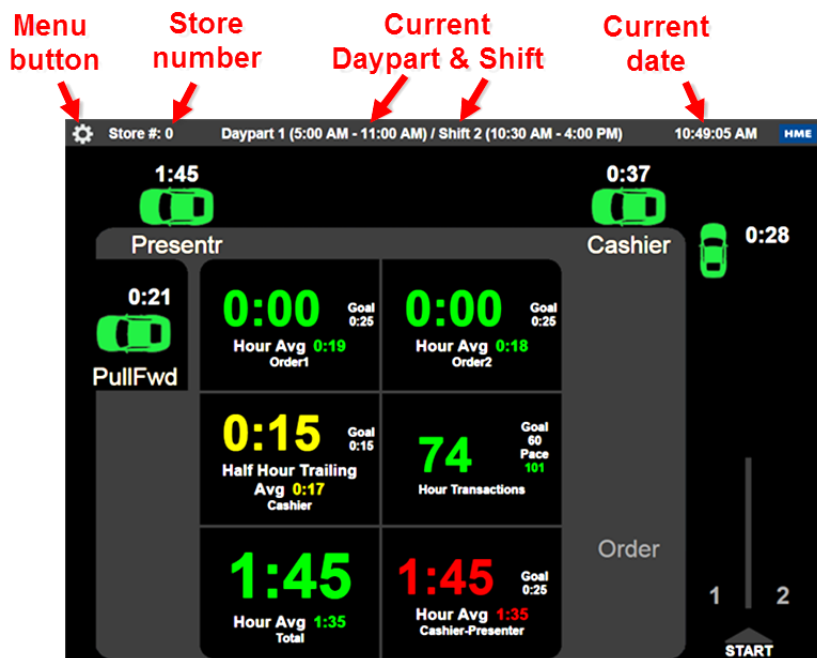 Menu
button
Store
number
Current
Daypart & Shift
Current
date
Store #: 0 Daypart 1 (5:00 AM - 11:00 AM) / Shift 2 (10:30 AM - 4:00 PM) 10:49:05 AM HME
1:45
0:37
0:28
Presentr
Cashier
0:21
PullFwd
0:00
Goal
0:25
Hour Avg 0:19
Order1
0:00
Goal
0:25
Hour Avg 0:18
Order2
0:15
Goal
0:15
Half Hour Trailing
Avg 0:17
Cashier
74
Goal
60
Pace
101
Hour Transactions
1:45
Hour Avg 1:35
Total
1:45
Goal
0:25
Hour Avg 1:35
Cashier-Presenter
Order
1
2
START